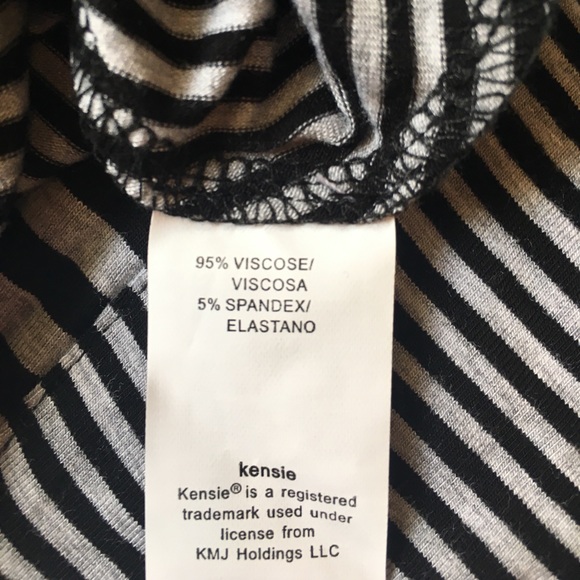 95% VISCOSE/
VISCOSA
5% SPANDEX/
ELASTANO
kensie
Kensie® is a registered
trademark used under
license from
KMJ Holdings LLC